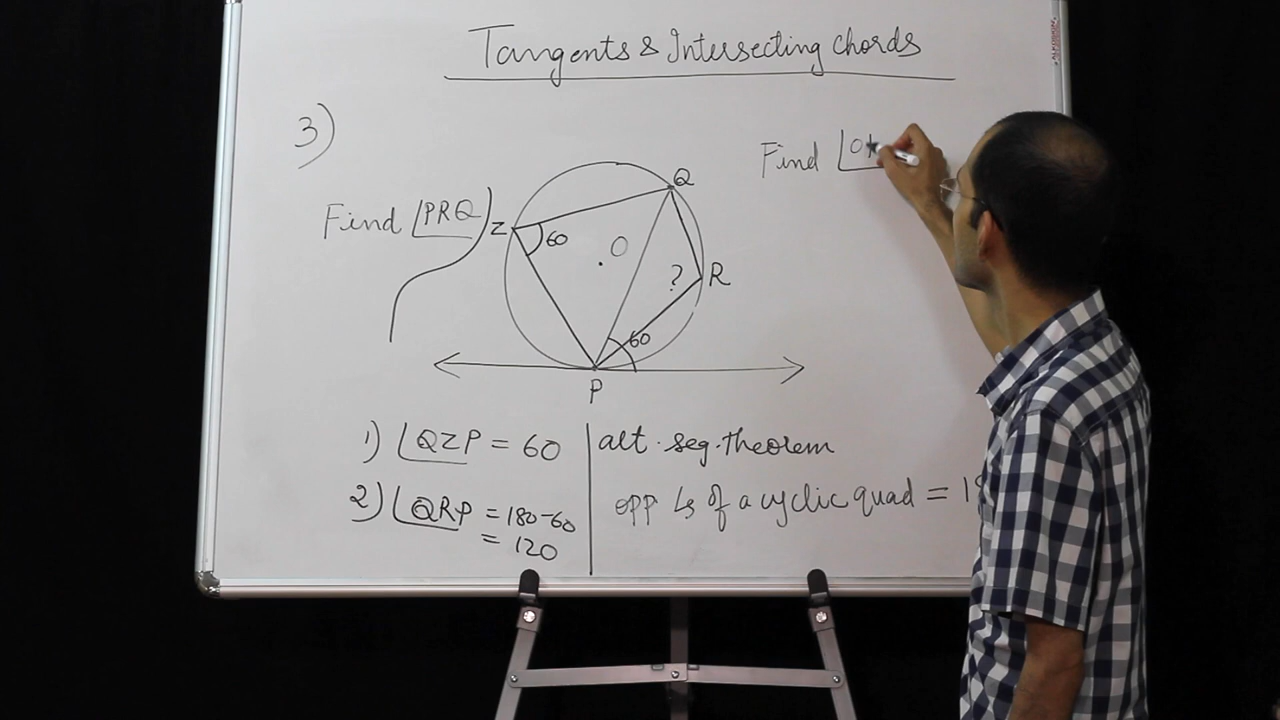 Tangents & Intersecting chords
3)
Find ∠O
Find ∠PRQ
Q
Z
60
O
?
R
60
P
1) ∠QZP = 60
alt. seg. theorem
2) ∠QRP = 180-60
= 120
opp ∠s of a cyclic quad =